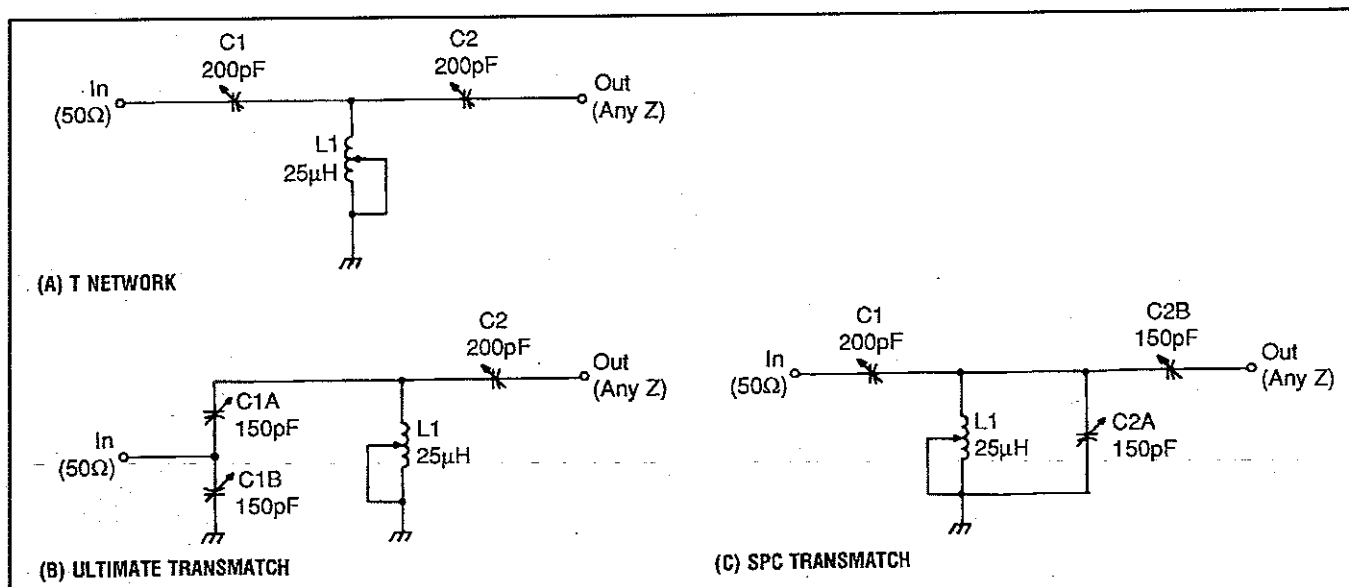 C1
200pF
C2
200pF
In
(50Ω)
Out
(Any Z)
L1
25µH
(A) T NETWORK
C2
200pF
Out
(Any Z)
C1A
150pF
In
(50Ω)
C1B
150pF
L1
25µH
(B) ULTIMATE TRANSMATCH
C1
200pF
C2B
150pF
In
(50Ω)
Out
(Any Z)
L1
25µH
C2A
150pF
(C) SPC TRANSMATCH